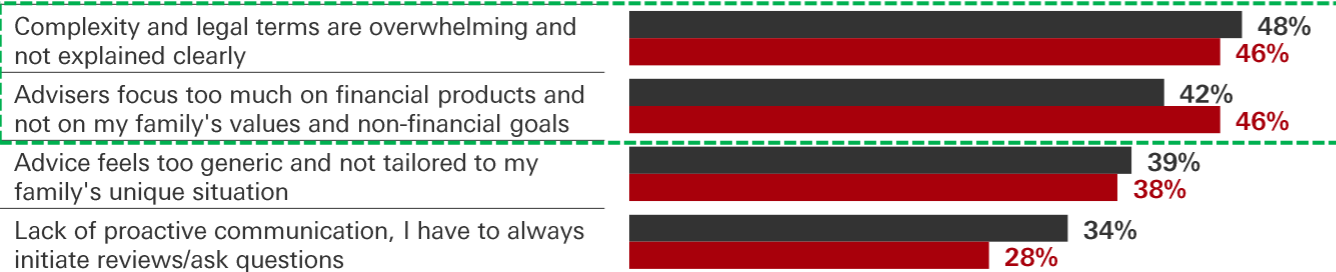 Complexity and legal terms are overwhelming and
not explained clearly
48%
46%
Advisers focus too much on financial products and
not on my family's values and non-financial goals
42%
46%
Advice feels too generic and not tailored to my
family's unique situation
39%
38%
Lack of proactive communication, I have to always
initiate reviews/ask questions
34%
28%